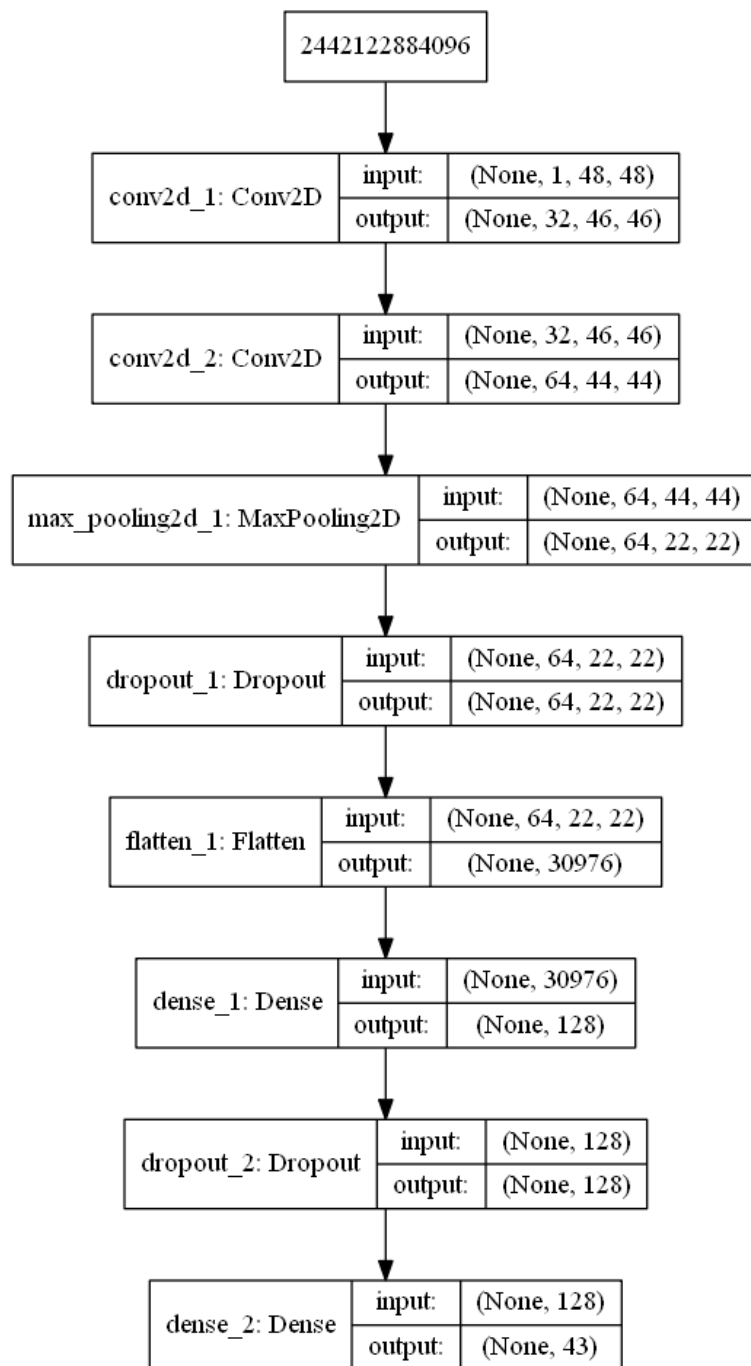 2442122884096
conv2d_1: Conv2D
input:
(None, 1, 48, 48)
output:
(None, 32, 46, 46)
conv2d_2: Conv2D
input:
(None, 32, 46, 46)
output:
(None, 64, 44, 44)
max_pooling2d_1: MaxPooling2D
input:
(None, 64, 44, 44)
output:
(None, 64, 22, 22)
dropout_1: Dropout
input:
(None, 64, 22, 22)
output:
(None, 64, 22, 22)
flatten_1: Flatten
input:
(None, 64, 22, 22)
output:
(None, 30976)
dense_1: Dense
input:
(None, 30976)
output:
(None, 128)
dropout_2: Dropout
input:
(None, 128)
output:
(None, 128)
dense_2: Dense
input:
(None, 128)
output:
(None, 43)